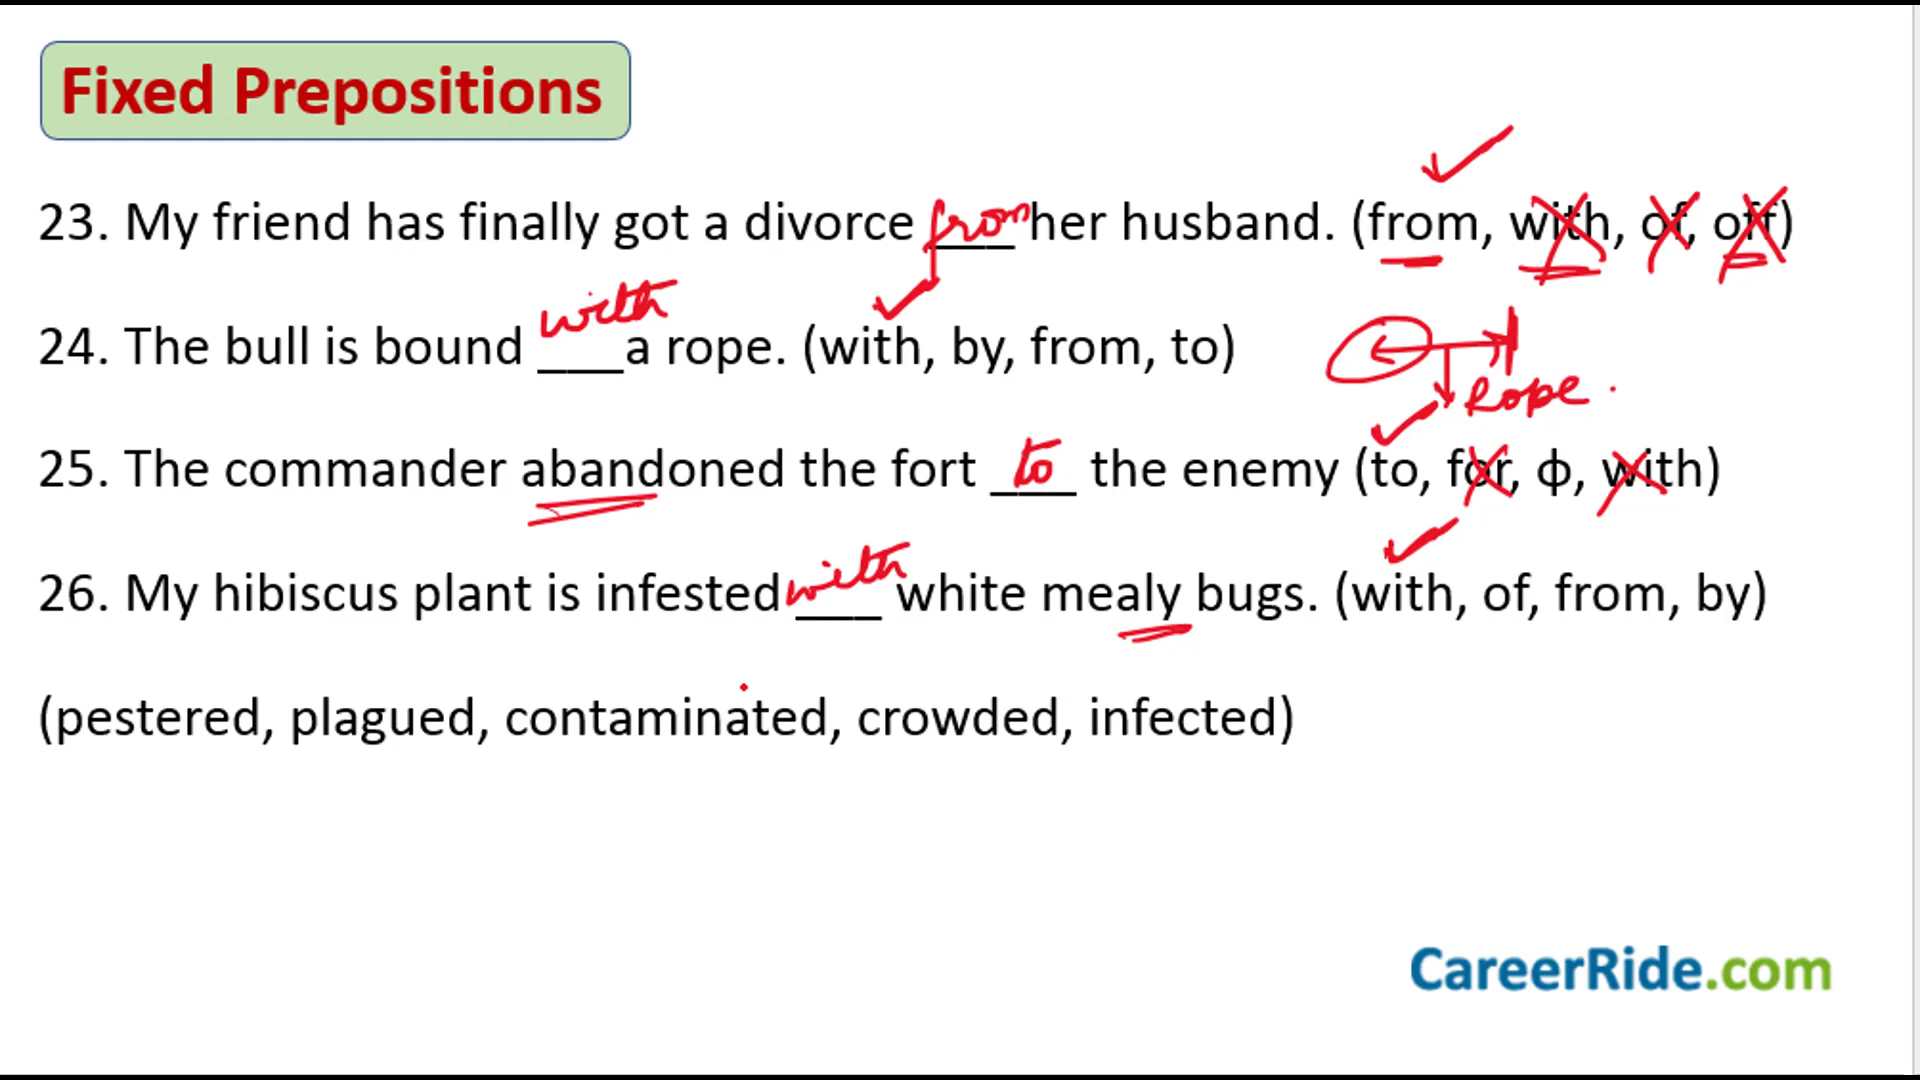 Fixed Prepositions
23. My friend has finally got a divorce from her husband. (from, with, of, off)
with
24. The bull is bound ___a rope. (with, by, from, to)
Rope.
25. The commander abandoned the fort to the enemy (to, for, ф, with)
26. My hibiscus plant is infested with white mealy bugs. (with, of, from, by)
(pestered, plagued, contaminated, crowded, infected)
CareerRide.com